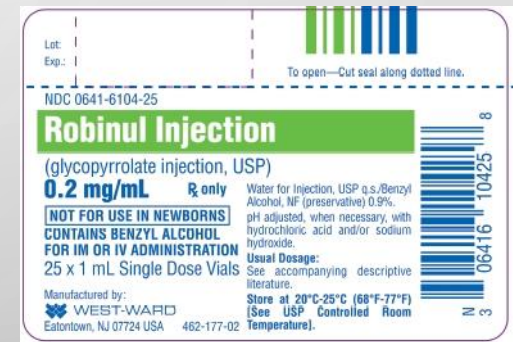 Lot:
Exp.:
To open—Cut seal along dotted line.
NDC 0641-6104-25
Robinul Injection
(glycopyrrolate injection, USP)
0.2 mg/mL ℞ only
NOT FOR USE IN NEWBORNS
CONTAINS BENZYL ALCOHOL
FOR IM OR IV ADMINISTRATION
25 x 1 mL Single Dose Vials
Manufactured by:
WEST-WARD
Eatontown, NJ 07724 USA 462-177-02
Water for Injection, USP q.s./Benzyl
Alcohol, NF (preservative) 0.9%.
pH adjusted, when necessary, with
hydrochloric acid and/or sodium
hydroxide.
Usual Dosage:
See accompanying descriptive
literature.
Store at 20°C-25°C (68°F-77°F)
[See USP Controlled Room
Temperature].
N 3 06416 10425 8